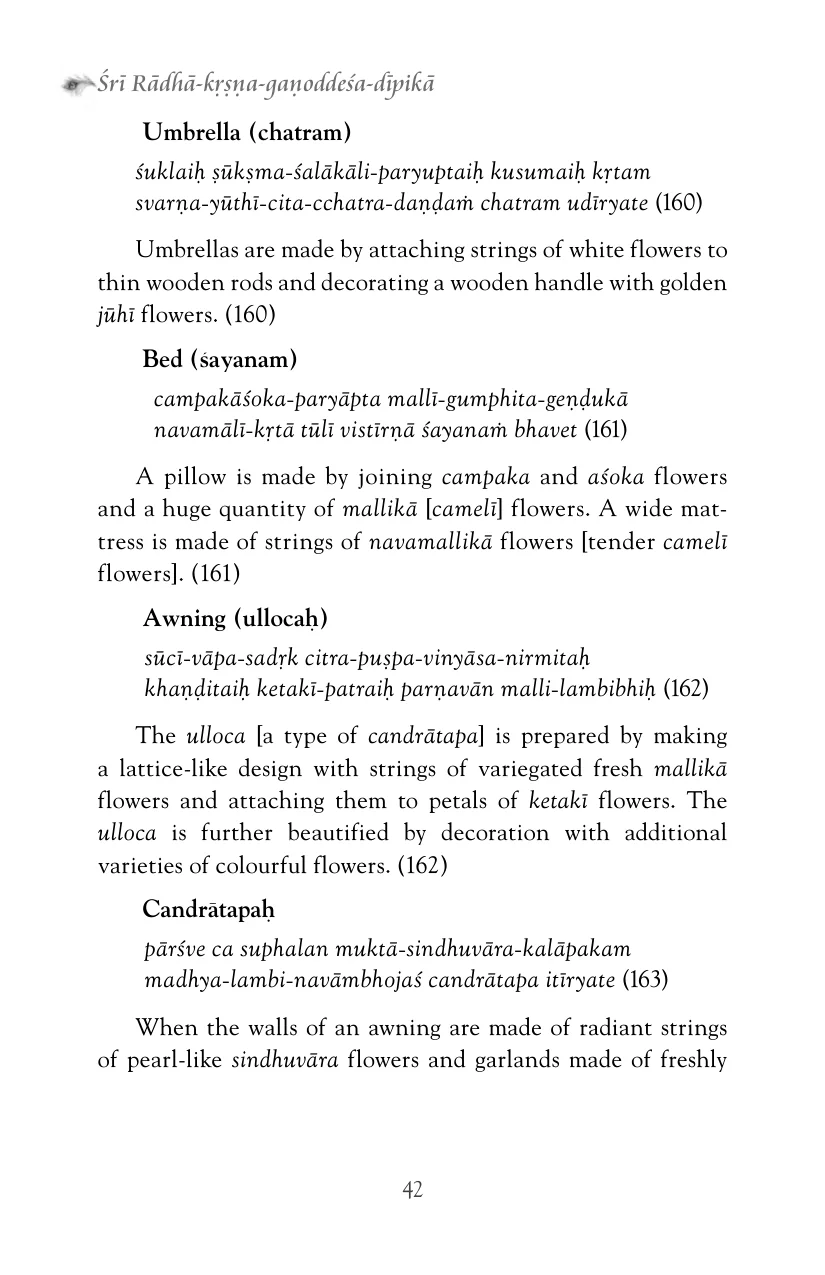 Śrī Rādhā-kṛṣṇa-gaṇoddeśa-dīpikā
Umbrella (chatram)
śuklaiḥ ṣūkṣma-śalākāli-paryuptaiḥ kusumaiḥ kṛtam
svarṇa-yūthī-cita-cchatra-daṇḍaṁ chatram udīryate (160)
Umbrellas are made by attaching strings of white flowers to
thin wooden rods and decorating a wooden handle with golden
jūhī flowers. (160)
Bed (śayanam)
campakāśoka-paryāpta mallī-gumphita-geṇḍukā
navamālī-kṛtā tūlī vistīrṇā śayanaṁ bhavet (161)
A pillow is made by joining campaka and aśoka flowers
and a huge quantity of mallikā [camelī] flowers. A wide mat-
tress is made of strings of navamallikā flowers [tender camelī
flowers]. (161)
Awning (ullocaḥ)
sūcī-vāpa-sadṛk citra-puṣpa-vinyāsa-nirmitaḥ
khaṇḍitaiḥ ketakī-patraiḥ parṇavān malli-lambibhiḥ (162)
The ulloca [a type of candrātapa] is prepared by making
a lattice-like design with strings of variegated fresh mallikā
flowers and attaching them to petals of ketakī flowers. The
ulloca is further beautified by decoration with additional
varieties of colourful flowers. (162)
Candrātapaḥ
pārśve ca suphalan muktā-sindhuvāra-kalāpakam
madhya-lambi-navāmbhojaś candrātapa itīryate (163)
When the walls of an awning are made of radiant strings
of pearl-like sindhuvāra flowers and garlands made of freshly
42